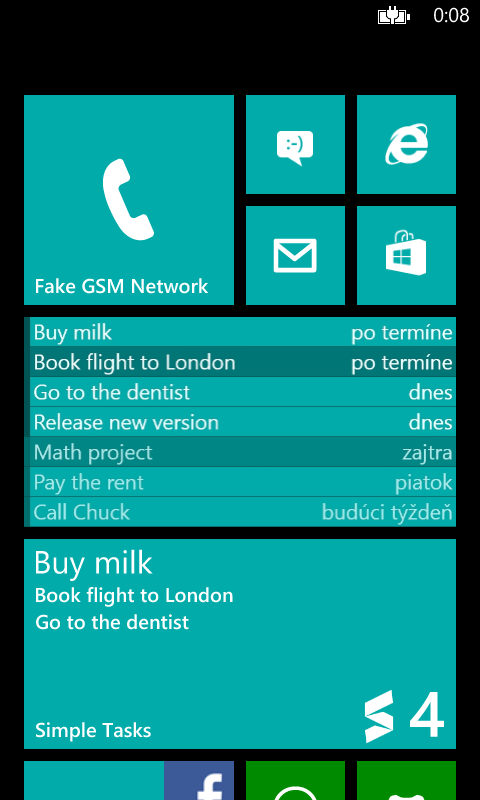 0:08
:-)
Fake GSM Network
Buy milk po termíne
Book flight to London po termíne
Go to the dentist dnes
Release new version dnes
Math project zajtra
Pay the rent piatok
Call Chuck budúci týždeň
Buy milk
Book flight to London
Go to the dentist
Simple Tasks 4